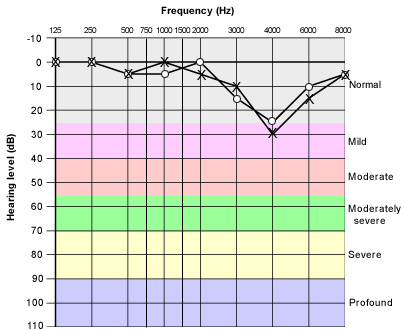 Frequency (Hz)
125 250 500 750 1000 1500 2000 3000 4000 6000 8000
-10
0
10
20
30
40
50
60
70
80
90
100
110
Hearing level (dB)
Normal
Mild
Moderate
Moderately
severe
Severe
Profound